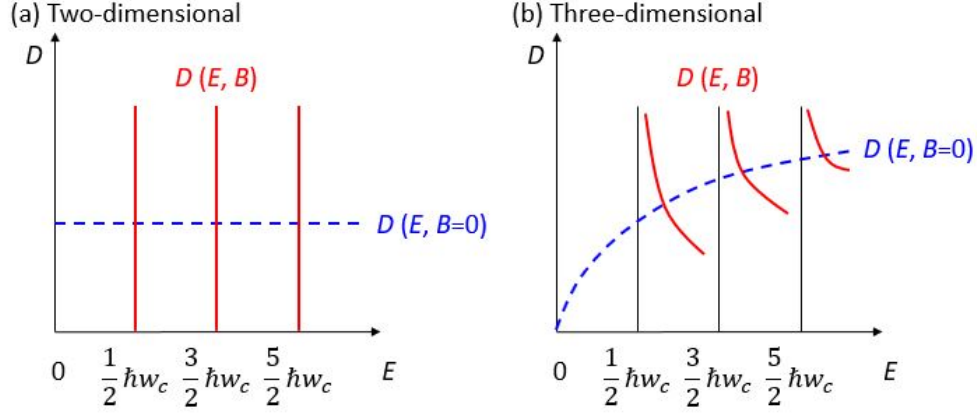 (a) Two-dimensional
D
D (E, B)
D (E, B=0)
0
1/2 ħw_c
3/2 ħw_c
5/2 ħw_c
E
(b) Three-dimensional
D
D (E, B)
D (E, B=0)
0
1/2 ħw_c
3/2 ħw_c
5/2 ħw_c
E